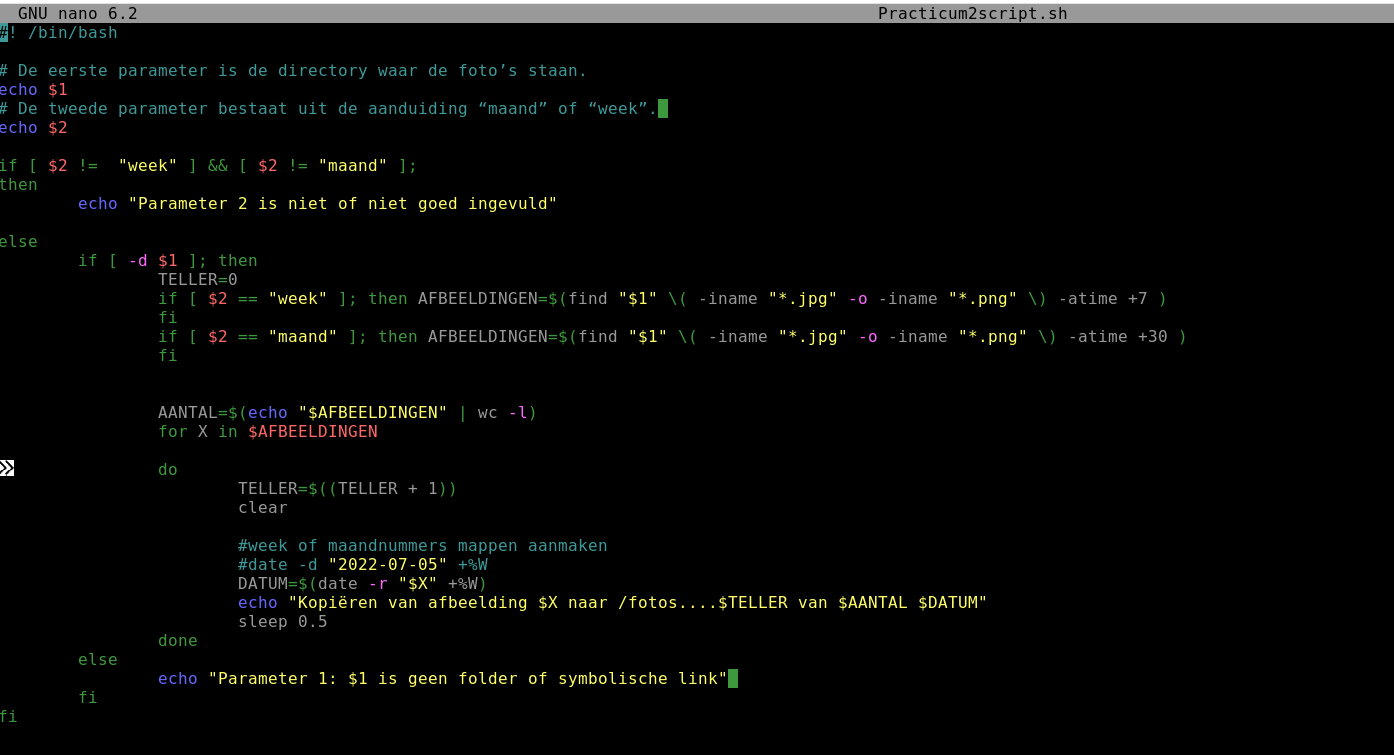 GNU nano 6.2 Practicum2script.sh
#! /bin/bash
# De eerste parameter is de directory waar de foto’s staan.
echo $1
# De tweede parameter bestaat uit de aanduiding “maand” of “week”.
echo $2
if [ $2 !=  "week" ] && [ $2 != "maand" ];
then
echo "Parameter 2 is niet of niet goed ingevuld"
else
if [ -d $1 ]; then
TELLER=0
if [ $2 == "week" ]; then AFBEELDINGEN=$(find "$1" \( -iname "*.jpg" -o -iname "*.png" \) -atime +7 )
fi
if [ $2 == "maand" ]; then AFBEELDINGEN=$(find "$1" \( -iname "*.jpg" -o -iname "*.png" \) -atime +30 )
fi
AANTAL=$(echo "$AFBEELDINGEN" | wc -l)
for X in $AFBEELDINGEN
do
TELLER=$((TELLER + 1))
clear
#week of maandnummers mappen aanmaken
#date -d "2022-07-05" +%W
DATUM=$(date -r "$X" +%W)
echo "Kopiëren van afbeelding $X naar /fotos....$TELLER van $AANTAL $DATUM"
sleep 0.5
done
else
echo "Parameter 1: $1 is geen folder of symbolische link"
fi
fi